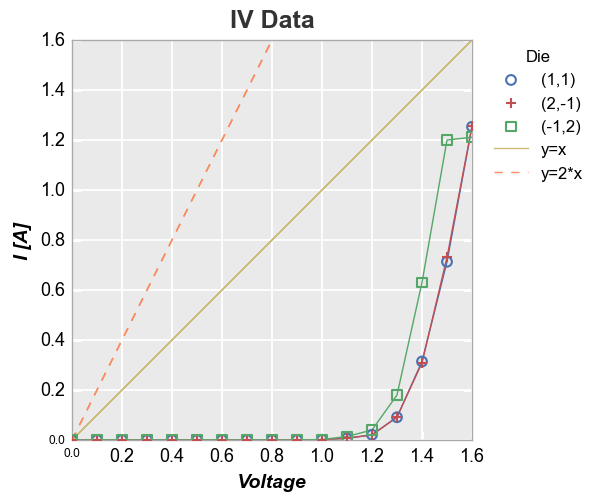 IV Data
1.6
1.4
1.2
1.0
0.8
0.6
0.4
0.2
0.0
I [A]
0.0 0.2 0.4 0.6 0.8 1.0 1.2 1.4 1.6
Voltage
Die
(1,1)
(2,-1)
(-1,2)
y=x
y=2*x